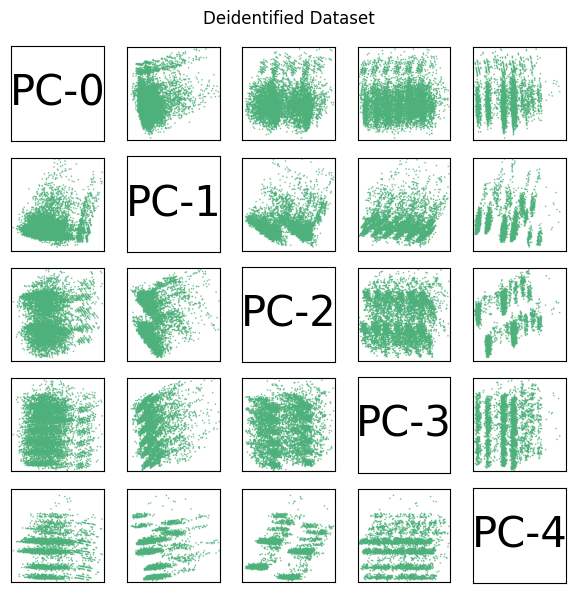 Deidentified Dataset
PC-0
PC-1
PC-2
PC-3
PC-4